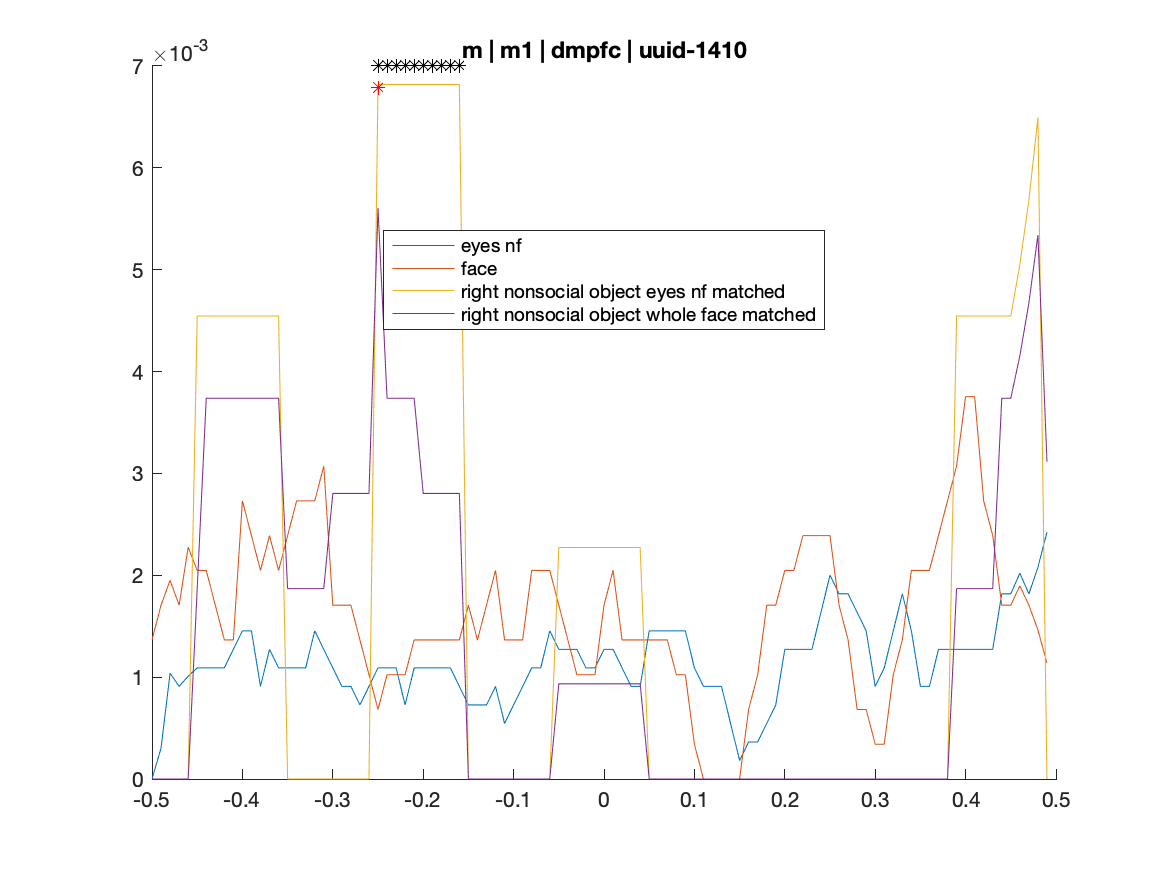 m | m1 | dmpfc | uuid-1410
×10-3
7
6
5
4
3
2
1
0
eyes nf
face
right nonsocial object eyes nf matched
right nonsocial object whole face matched
-0.5 -0.4 -0.3 -0.2 -0.1 0 0.1 0.2 0.3 0.4 0.5